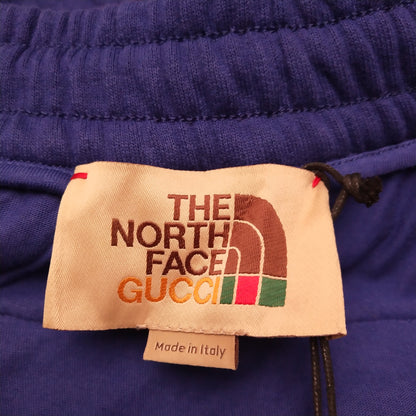 THE
NORTH
FACE
GUCCI
Made in Italy